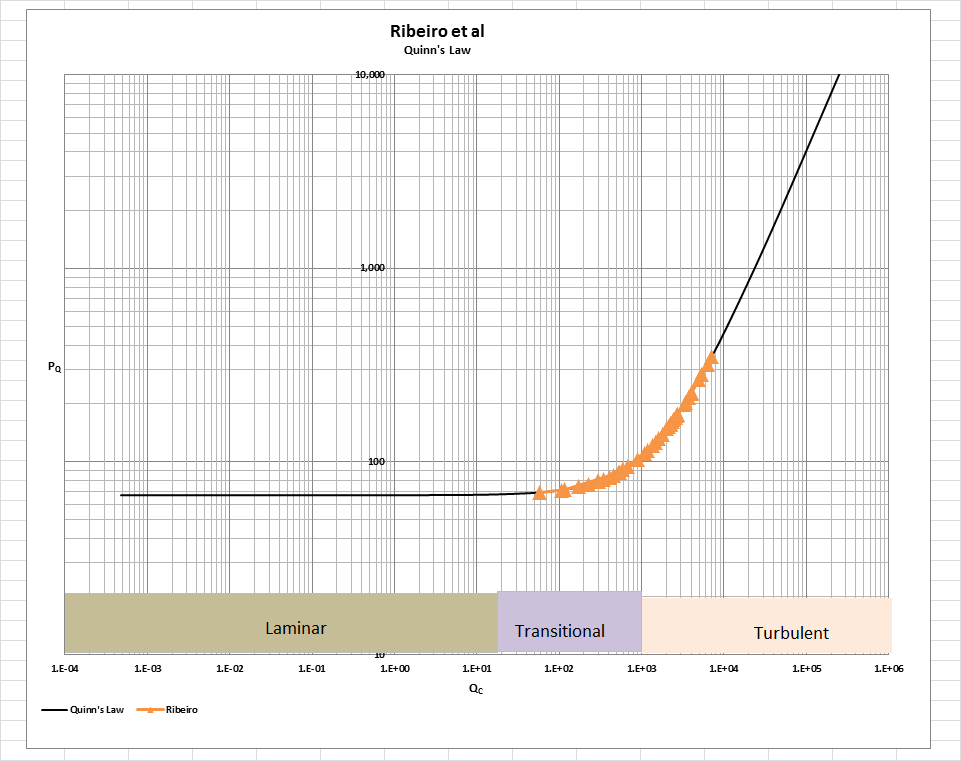 Ribeiro et al
Quinn's Law
10,000
1,000
P_Q
100
Laminar
Transitional
Turbulent
10
1.E-04 1.E-03 1.E-02 1.E-01 1.E+00 1.E+01 1.E+02 1.E+03 1.E+04 1.E+05 1.E+06
Q_C
Quinn's Law Ribeiro